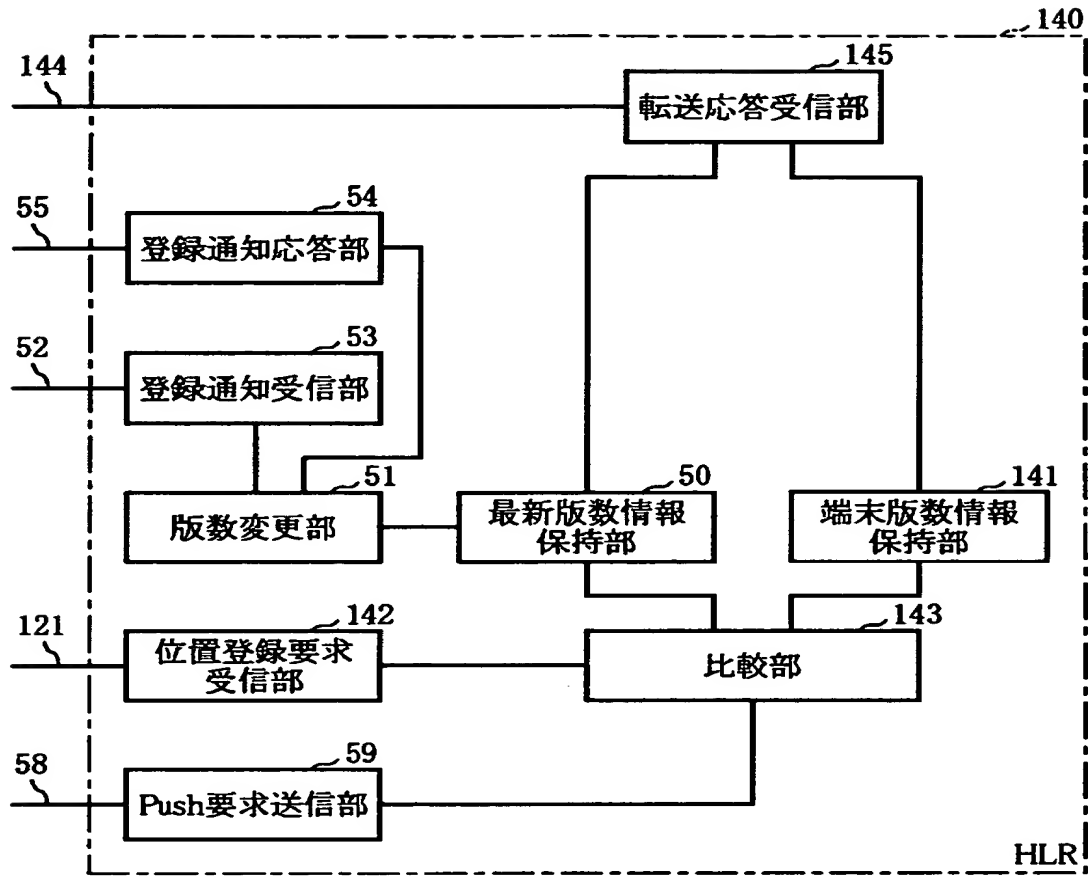 140
144
145
転送応答受信部
54
55
登録通知応答部
53
52
登録通知受信部
51
版数変更部
50
最新版数情報
保持部
141
端末版数情報
保持部
142
121
位置登録要求
受信部
143
比較部
59
58
Push要求送信部
HLR